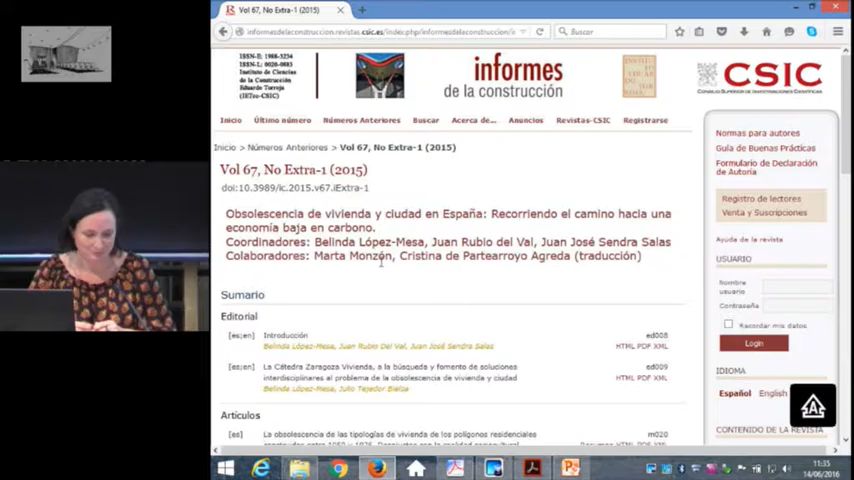 Vol 67, No Extra-1 (2015)
informesdelaconstruccion.revistas.csic.es/index.php/informesdelaconstruccion/i
Buscar
ISSN-E: 1988-3234
ISSN-L: 0020-0883
Instituto de Ciencias
de la Construcción
Eduardo Torroja
(IETcc-CSIC)
informes
de la construcción
CSIC
CONSEJO SUPERIOR DE INVESTIGACIONES CIENTÍFICAS
Inicio Último número Números Anteriores Buscar Acerca de... Anuncios Revistas-CSIC Registrarse
Inicio > Números Anteriores > Vol 67, No Extra-1 (2015)
Vol 67, No Extra-1 (2015)
doi:10.3989/ic.2015.v67.iExtra-1
Obsolescencia de vivienda y ciudad en España: Recorriendo el camino hacia una
economía baja en carbono.
Coordinadores: Belinda López-Mesa, Juan Rubio del Val, Juan José Sendra Salas
Colaboradores: Marta Monzón, Cristina de Partearroyo Agreda (traducción)
Sumario
Editorial
[es;en] Introducción ed008
Belinda López-Mesa, Juan Rubio Del Val, Juan José Sendra Salas HTML PDF XML
[es;en] La Cátedra Zaragoza Vivienda, a la búsqueda y fomento de soluciones ed009
interdisciplinares al problema de la obsolescencia de vivienda y ciudad HTML PDF XML
Belinda López-Mesa, Julio Tejedor Bielsa
Artículos
[es] La obsolescencia de las tipologías de vivienda de los polígonos residenciales m020
Normas para autores
Guía de Buenas Prácticas
Formulario de Declaración
de Autoría
Registro de lectores
Venta y Suscripciones
Ayuda de la revista
USUARIO
Nombre
usuario
Contraseña
Recordar mis datos
Login
IDIOMA
Español English
CONTENIDO DE LA REVISTA
11:35
14/06/2016